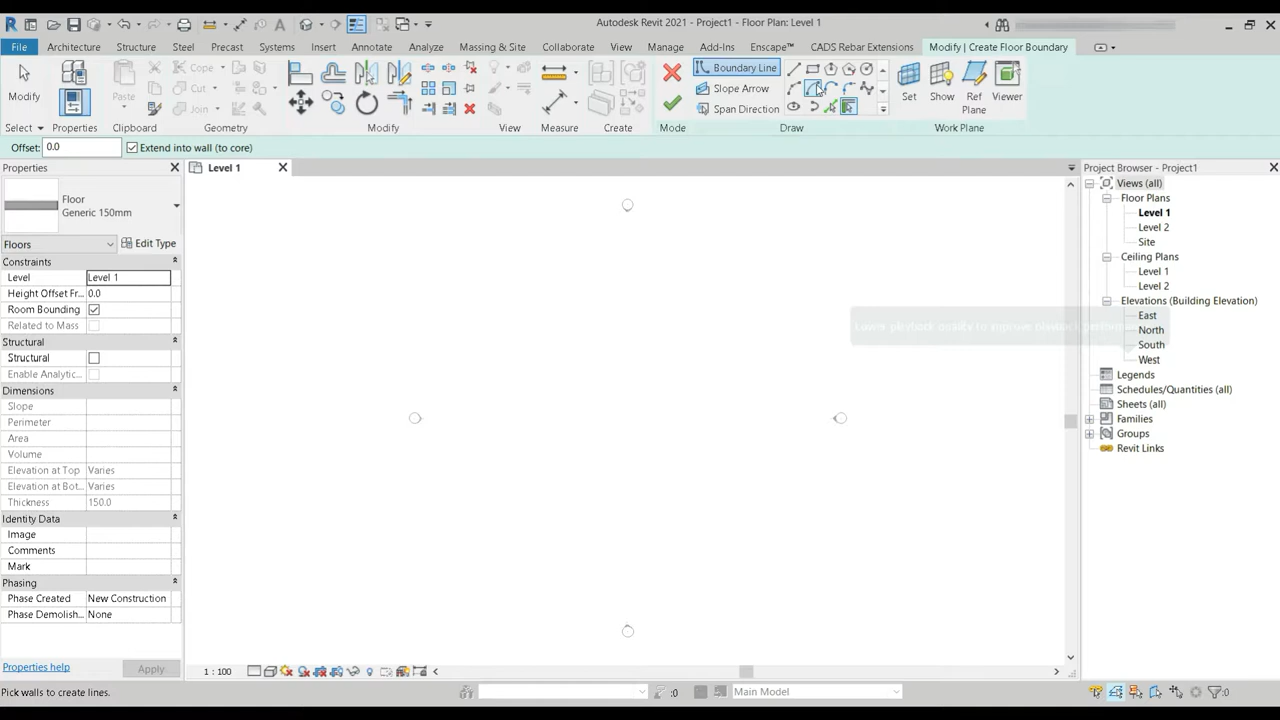 Autodesk Revit 2021 - Project1 - Floor Plan: Level 1
File Architecture Structure Steel Precast Systems Insert Annotate Analyze Massing & Site Collaborate View Manage Add-Ins Enscape™ CADS Rebar Extensions Modify | Create Floor Boundary
Modify
Properties
Paste
Cope
Cut
Join
Boundary Line
Slope Arrow
Span Direction
Set
Show
Ref Plane
Viewer
Select Properties Clipboard Geometry Modify View Measure Create Mode Draw Work Plane
Offset: 0.0 Extend into wall (to core)
Properties
Floor
Generic 150mm
Floors Edit Type
Constraints
Level Level 1
Height Offset Fr... 0.0
Room Bounding
Related to Mass
Structural
Structural
Enable Analytic...
Dimensions
Slope
Perimeter
Area
Volume
Elevation at Top Varies
Elevation at Bot... Varies
Thickness 150.0
Identity Data
Image
Comments
Mark
Phasing
Phase Created New Construction
Phase Demolish... None
Properties help Apply
Level 1
Lower playback quality to improve playback
Project Browser - Project1
Views (all)
Floor Plans
Level 1
Level 2
Site
Ceiling Plans
Level 1
Level 2
Elevations (Building Elevation)
East
North
South
West
Legends
Schedules/Quantities (all)
Sheets (all)
Families
Groups
Revit Links
1 : 100
Pick walls to create lines. :0 Main Model :0